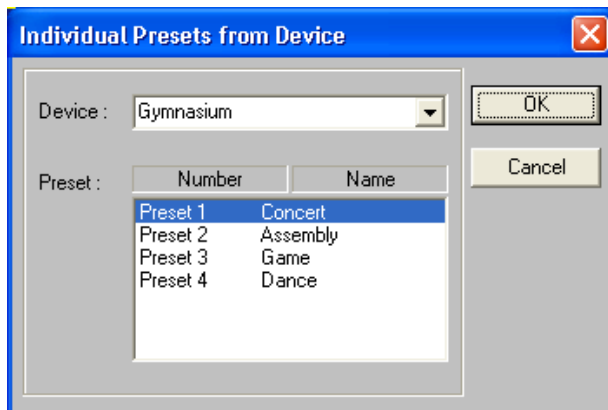 Individual Presets from Device
Device : Gymnasium OK
Preset : Number Name Cancel
Preset 1 Concert
Preset 2 Assembly
Preset 3 Game
Preset 4 Dance